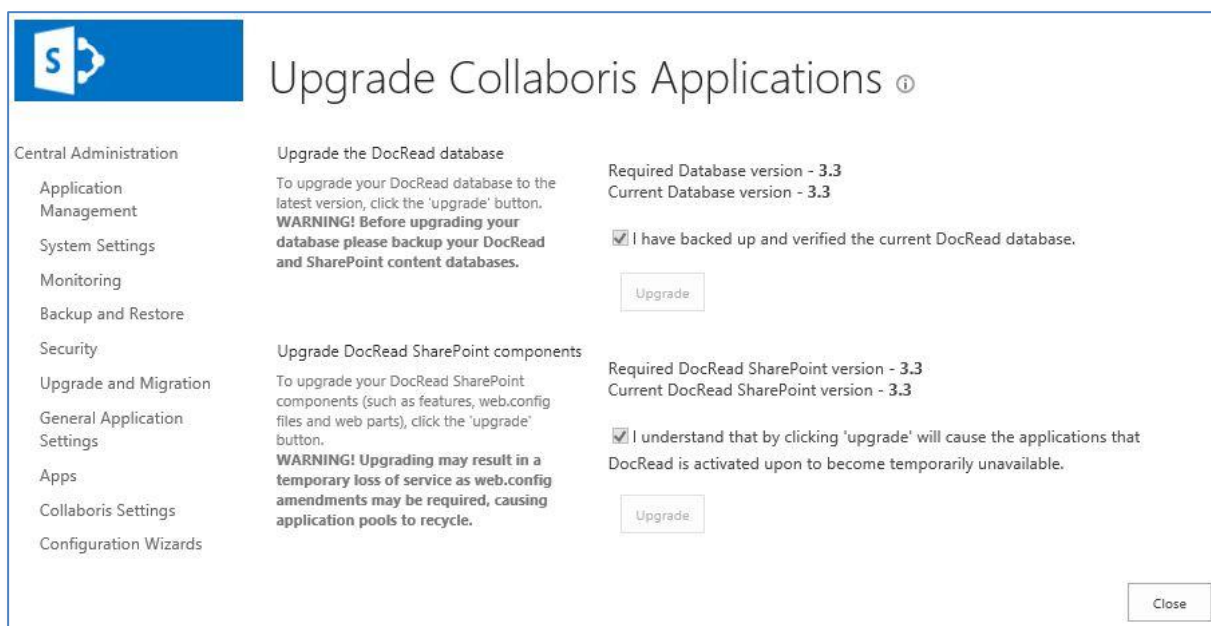 S
Upgrade Collaboris Applications
Central Administration
Application
Management
System Settings
Monitoring
Backup and Restore
Security
Upgrade and Migration
General Application
Settings
Apps
Collaboris Settings
Configuration Wizards
Upgrade the DocRead database
To upgrade your DocRead database to the
latest version, click the 'upgrade' button.
WARNING! Before upgrading your
database please backup your DocRead
and SharePoint content databases.
Required Database version - 3.3
Current Database version - 3.3
I have backed up and verified the current DocRead database.
Upgrade
Upgrade DocRead SharePoint components
To upgrade your DocRead SharePoint
components (such as features, web.config
files and web parts), click the 'upgrade'
button.
WARNING! Upgrading may result in a
temporary loss of service as web.config
amendments may be required, causing
application pools to recycle.
Required DocRead SharePoint version - 3.3
Current DocRead SharePoint version - 3.3
I understand that by clicking 'upgrade' will cause the applications that
DocRead is activated upon to become temporarily unavailable.
Upgrade
Close